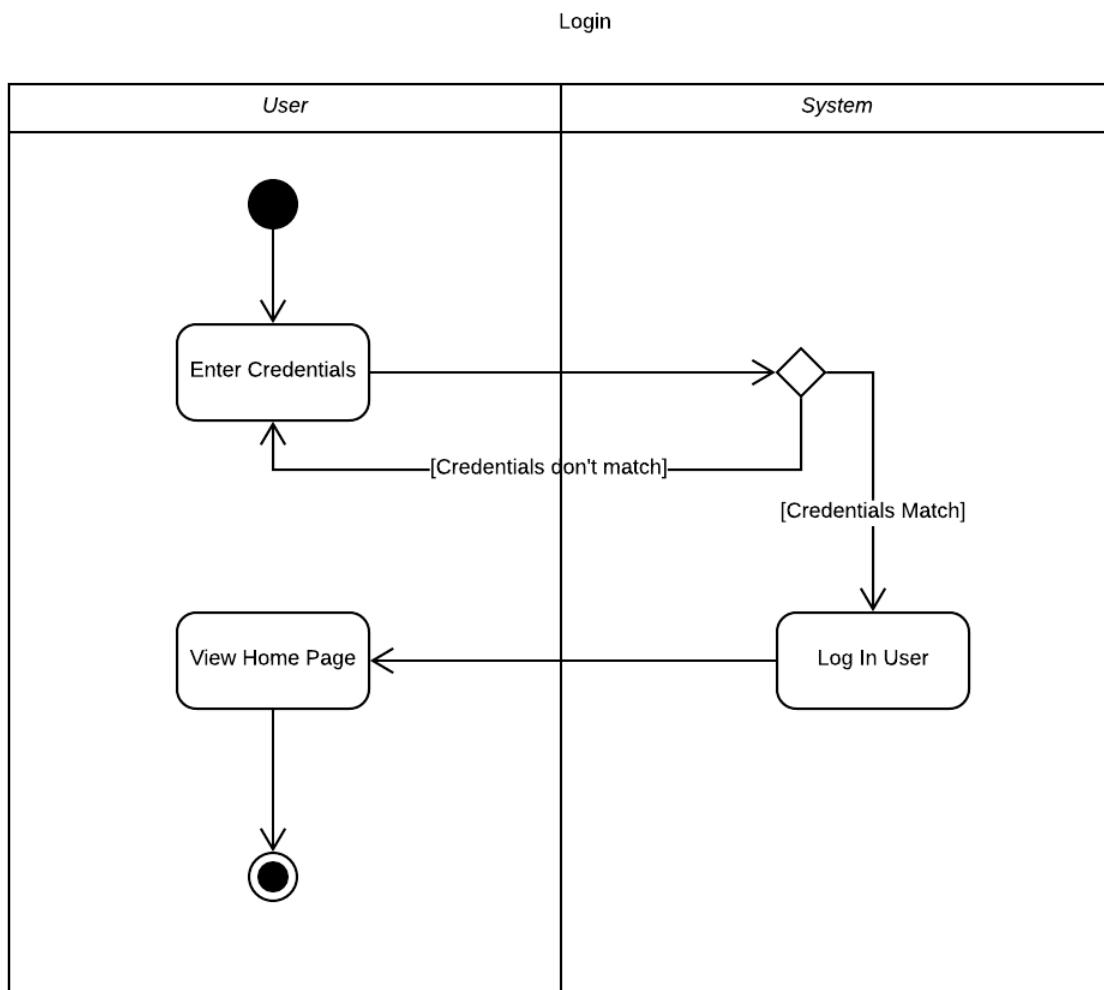 Login
User
System
Enter Credentials
[Credentials don't match]
[Credentials Match]
View Home Page
Log In User